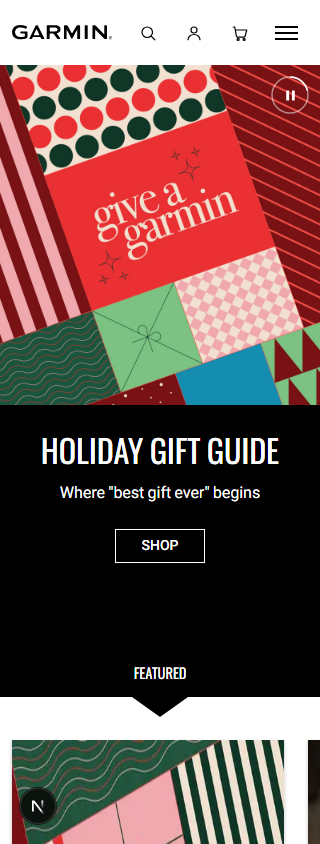 GARMIN
give a
garmin
HOLIDAY GIFT GUIDE
Where "best gift ever" begins
SHOP
FEATURED
N